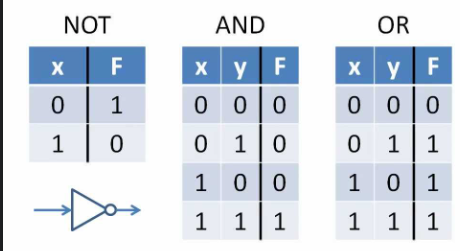 NOT AND OR
x F x y F x y F
0 1 0 0 0 0 0 0
1 0 0 1 0 0 1 1
1 0 0 1 0 1
1 1 1 1 1 1